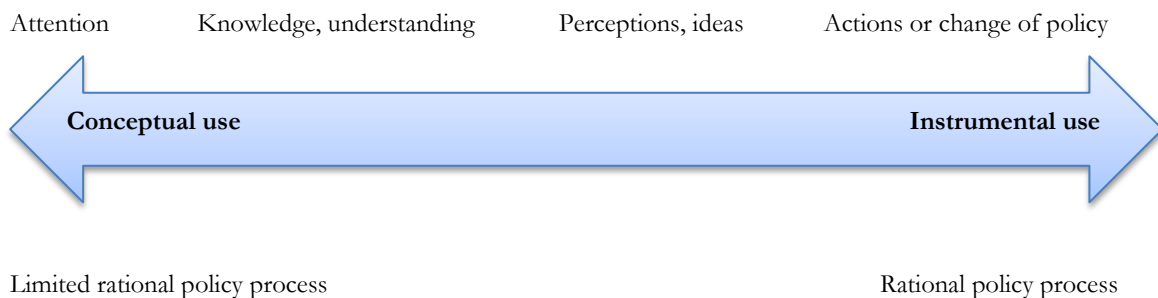 Attention Knowledge, understanding Perceptions, ideas Actions or change of policy
Conceptual use Instrumental use
Limited rational policy process Rational policy process